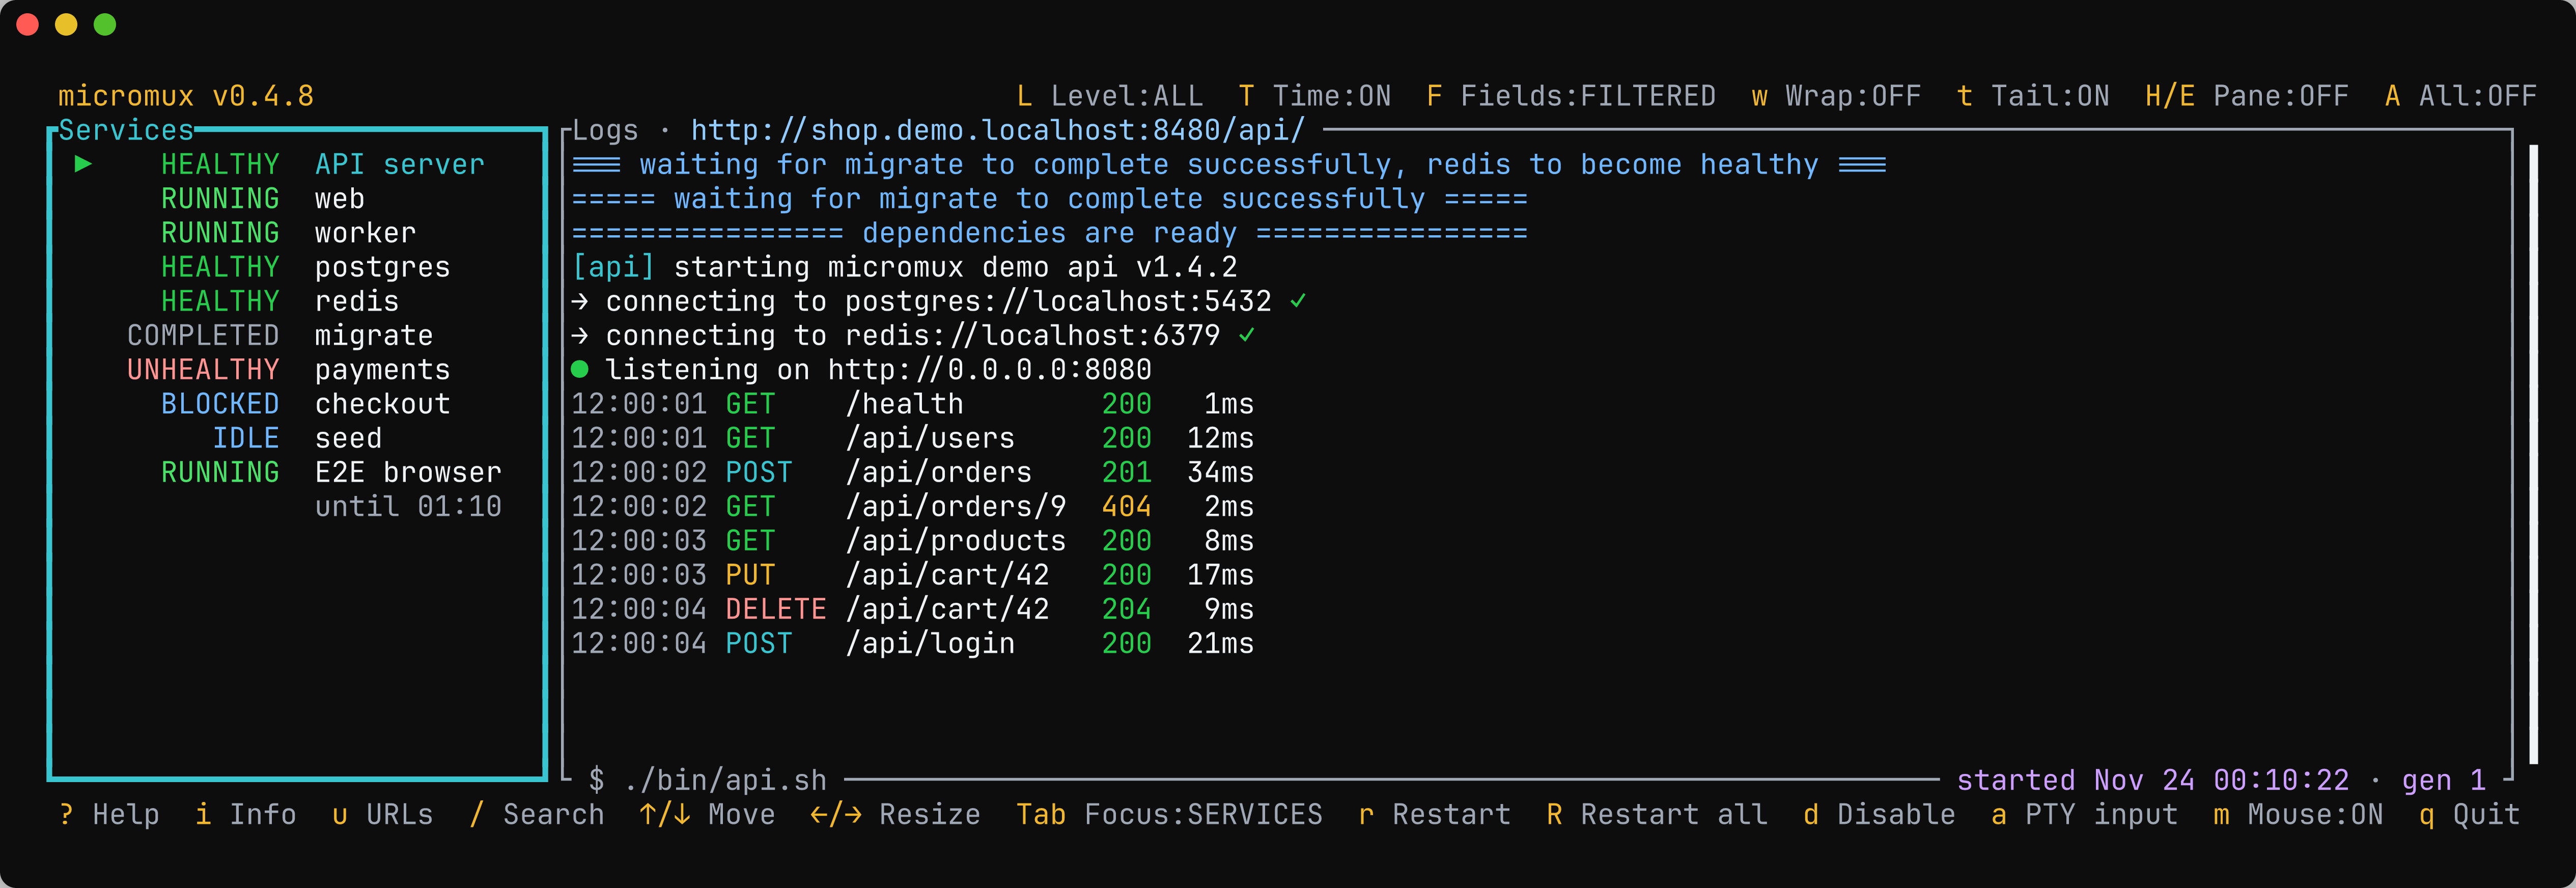 micromux v0.4.8 L Level:ALL T Time:ON F Fields:FILTERED w Wrap:OFF t Tail:ON H/E Pane:OFF A All:OFF
Services
▶ HEALTHY API server
RUNNING web
RUNNING worker
HEALTHY postgres
HEALTHY redis
COMPLETED migrate
UNHEALTHY payments
BLOCKED checkout
IDLE seed
RUNNING E2E browser
until 01:10
Logs · http://shop.demo.localhost:8480/api/
=== waiting for migrate to complete successfully, redis to become healthy ===
===== waiting for migrate to complete successfully =====
================ dependencies are ready ================
[api] starting micromux demo api v1.4.2
→ connecting to postgres://localhost:5432 ✓
→ connecting to redis://localhost:6379 ✓
● listening on http://0.0.0.0:8080
12:00:01 GET /health 200 1ms
12:00:01 GET /api/users 200 12ms
12:00:02 POST /api/orders 201 34ms
12:00:02 GET /api/orders/9 404 2ms
12:00:03 GET /api/products 200 8ms
12:00:03 PUT /api/cart/42 200 17ms
12:00:04 DELETE /api/cart/42 204 9ms
12:00:04 POST /api/login 200 21ms
$ ./bin/api.sh started Nov 24 00:10:22 · gen 1
? Help i Info u URLs / Search ↑/↓ Move ←/→ Resize Tab Focus:SERVICES r Restart R Restart all d Disable a PTY input m Mouse:ON q Quit